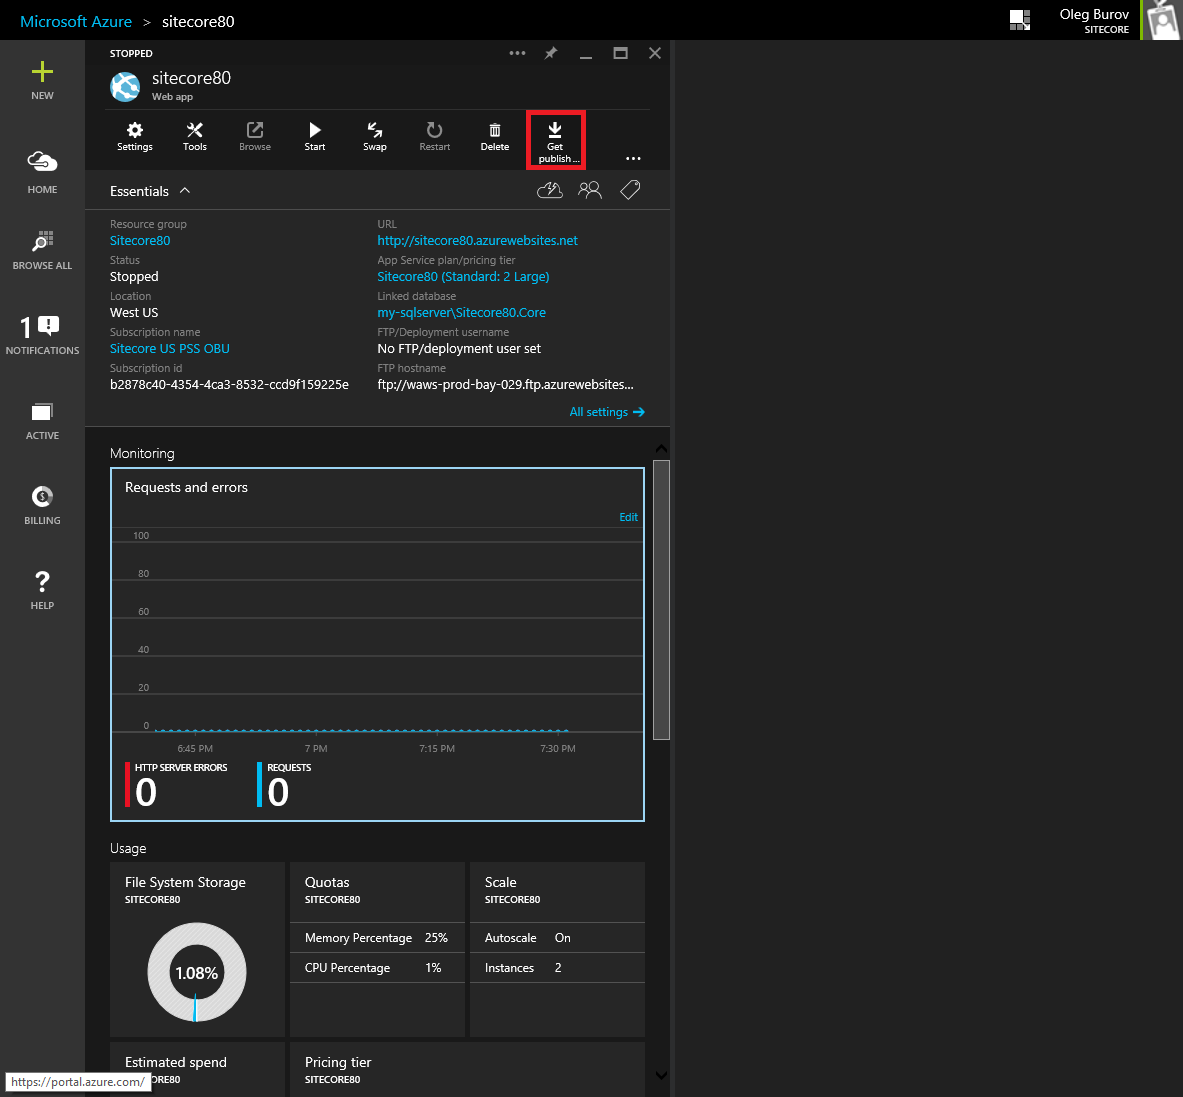 Microsoft Azure > sitecore80
Oleg Burov
SITECORE
NEW
HOME
BROWSE ALL
1
NOTIFICATIONS
ACTIVE
BILLING
HELP
STOPPED
sitecore80
Web app
Settings Tools Browse Start Swap Restart Delete Get publish ...
Essentials
Resource group
Sitecore80
Status
Stopped
Location
West US
Subscription name
Sitecore US PSS OBU
Subscription id
b2878c40-4354-4ca3-8532-ccd9f159225e
URL
http://sitecore80.azurewebsites.net
App Service plan/pricing tier
Sitecore80 (Standard: 2 Large)
Linked database
my-sqlserver\Sitecore80.Core
FTP/Deployment username
No FTP/deployment user set
FTP hostname
ftp://waws-prod-bay-029.ftp.azurewebsites...
All settings →
Monitoring
Requests and errors
Edit
100
80
60
40
20
0
6:45 PM 7 PM 7:15 PM 7:30 PM
HTTP SERVER ERRORS
0
REQUESTS
0
Usage
File System Storage
SITECORE80
1.08%
Quotas
SITECORE80
Memory Percentage 25%
CPU Percentage 1%
Scale
SITECORE80
Autoscale On
Instances 2
Estimated spend
CORE80
Pricing tier
SITECORE80
https://portal.azure.com/